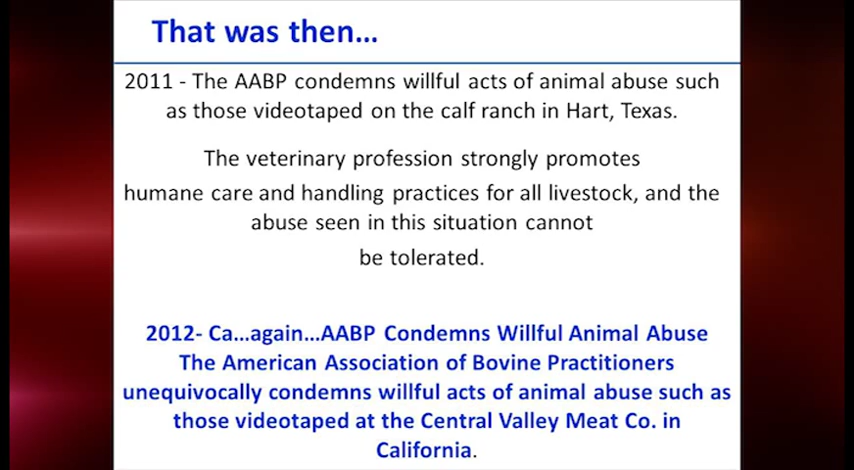 That was then...
2011 - The AABP condemns willful acts of animal abuse such
as those videotaped on the calf ranch in Hart, Texas.
The veterinary profession strongly promotes
humane care and handling practices for all livestock, and the
abuse seen in this situation cannot
be tolerated.
2012- Ca...again...AABP Condemns Willful Animal Abuse
The American Association of Bovine Practitioners
unequivocally condemns willful acts of animal abuse such as
those videotaped at the Central Valley Meat Co. in
California.